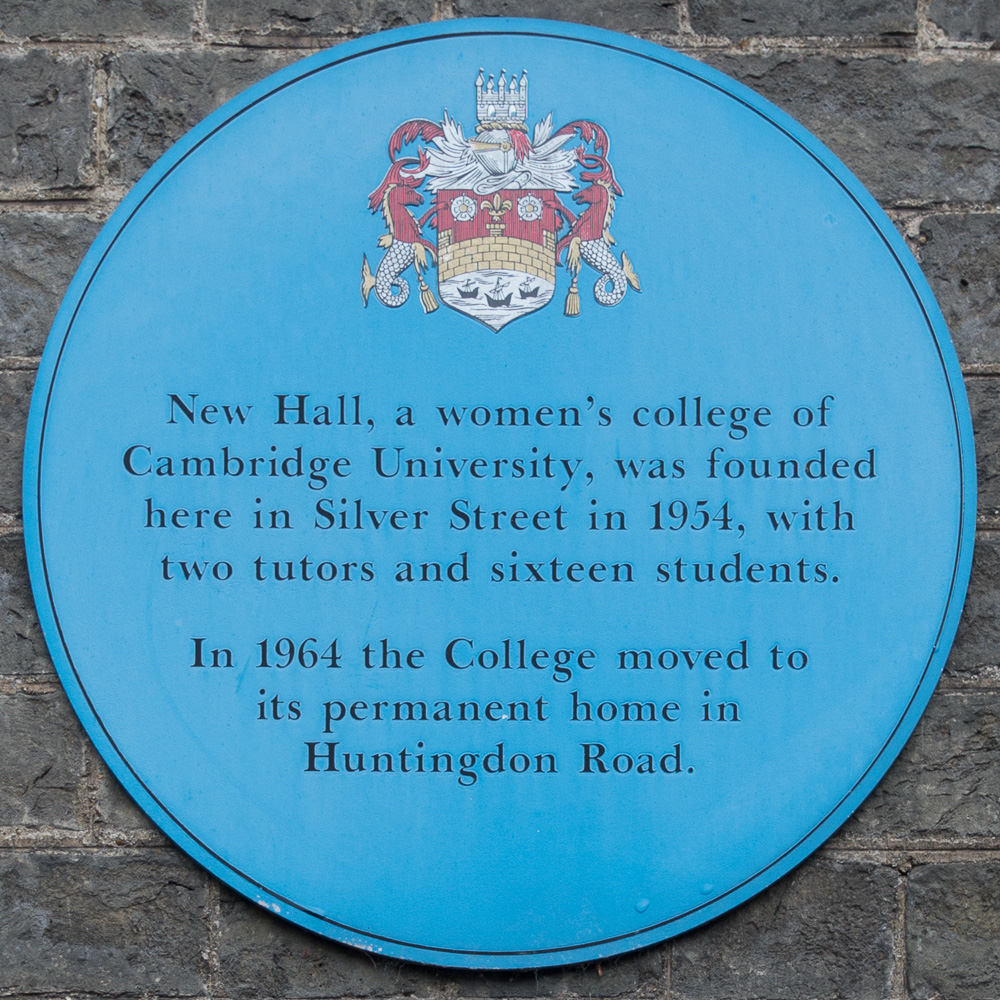 New Hall, a women's college of
Cambridge University, was founded
here in Silver Street in 1954, with
two tutors and sixteen students.
In 1964 the College moved to
its permanent home in
Huntingdon Road.